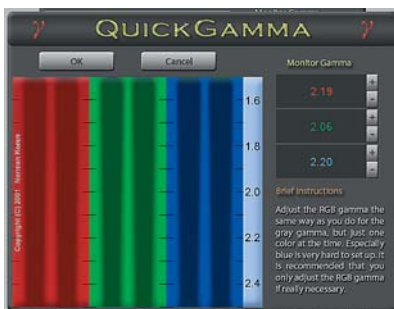 Monitor Gamma
γ QUICKGAMMA γ
OK Cancel
Monitor Gamma
2.19
2.06
2.20
1.6
1.8
2.0
2.2
2.4
Copyright (C) 2001 Norman Koren
Brief Instructions
Adjust the RGB gamma the
same way as you do for the
gray gamma, but just one
color at the time. Especially
blue is very hard to set up. It
is recommended that you
only adjust the RGB gamma
if really necessary.